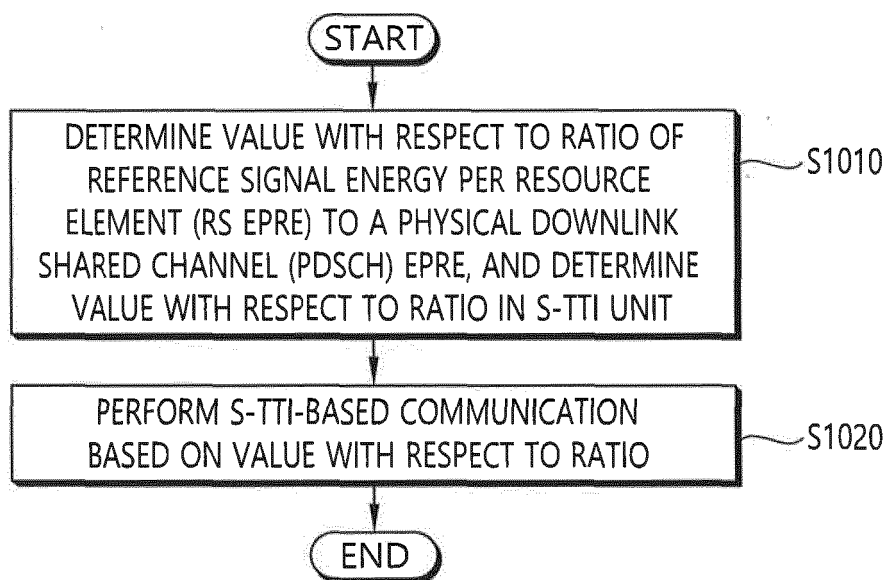 START
DETERMINE VALUE WITH RESPECT TO RATIO OF
REFERENCE SIGNAL ENERGY PER RESOURCE
ELEMENT (RS EPRE) TO A PHYSICAL DOWNLINK
SHARED CHANNEL (PDSCH) EPRE, AND DETERMINE
VALUE WITH RESPECT TO RATIO IN S-TTI UNIT
S1010
PERFORM S-TTI-BASED COMMUNICATION
BASED ON VALUE WITH RESPECT TO RATIO
S1020
END